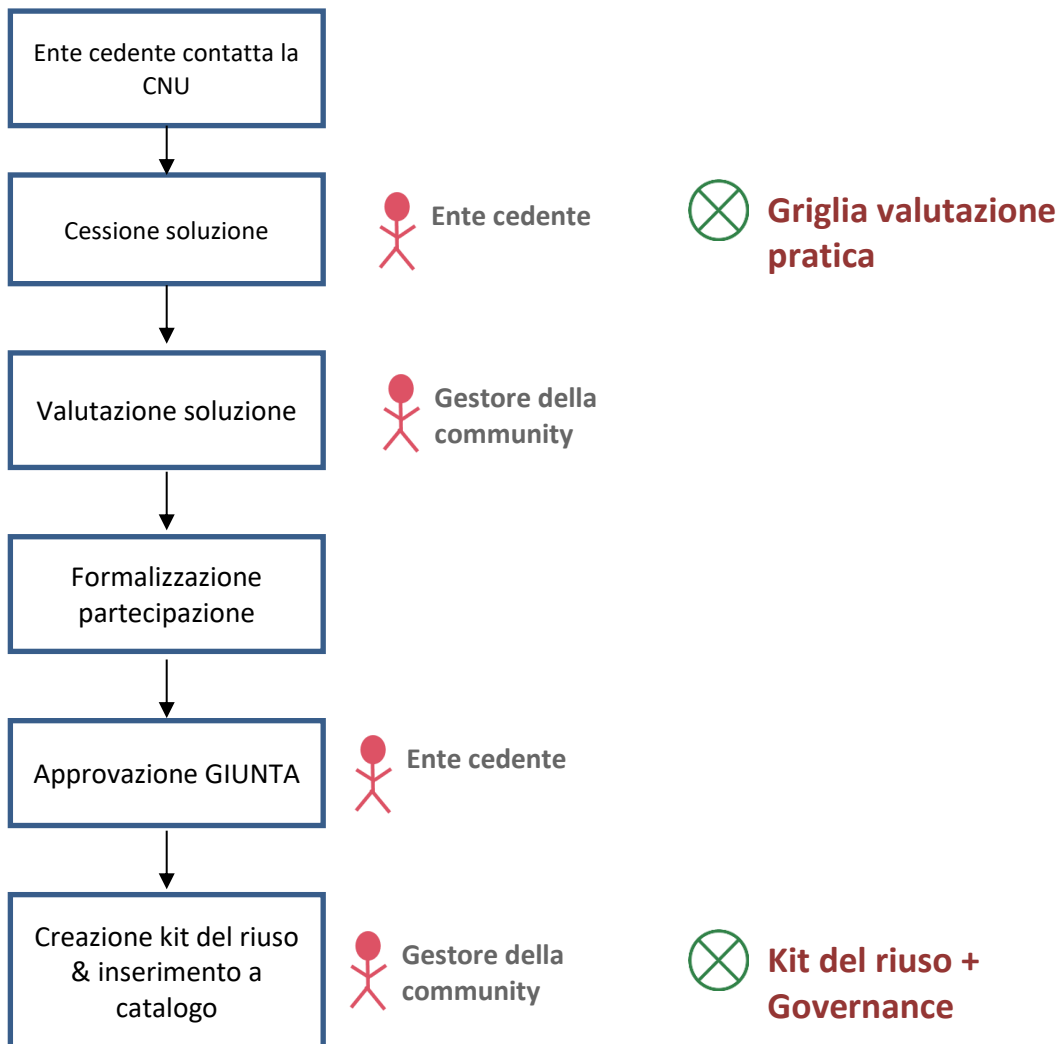 Ente cedente contatta la
CNU
Cessione soluzione
Ente cedente
Griglia valutazione
pratica
Valutazione soluzione
Gestore della
community
Formalizzazione
partecipazione
Approvazione GIUNTA
Ente cedente
Creazione kit del riuso
& inserimento a
catalogo
Gestore della
community
Kit del riuso +
Governance